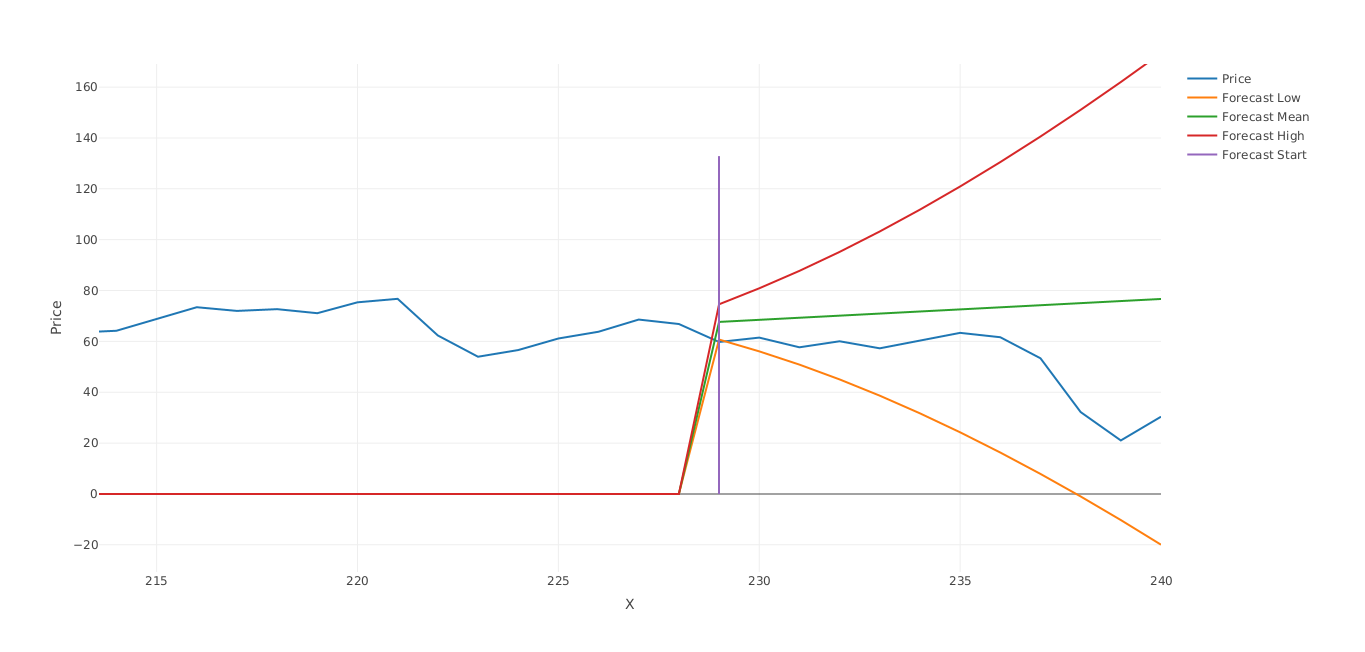 160
140
120
100
80
60
40
20
0
−20
Price
215
220
225
230
235
240
X
Price
Forecast Low
Forecast Mean
Forecast High
Forecast Start